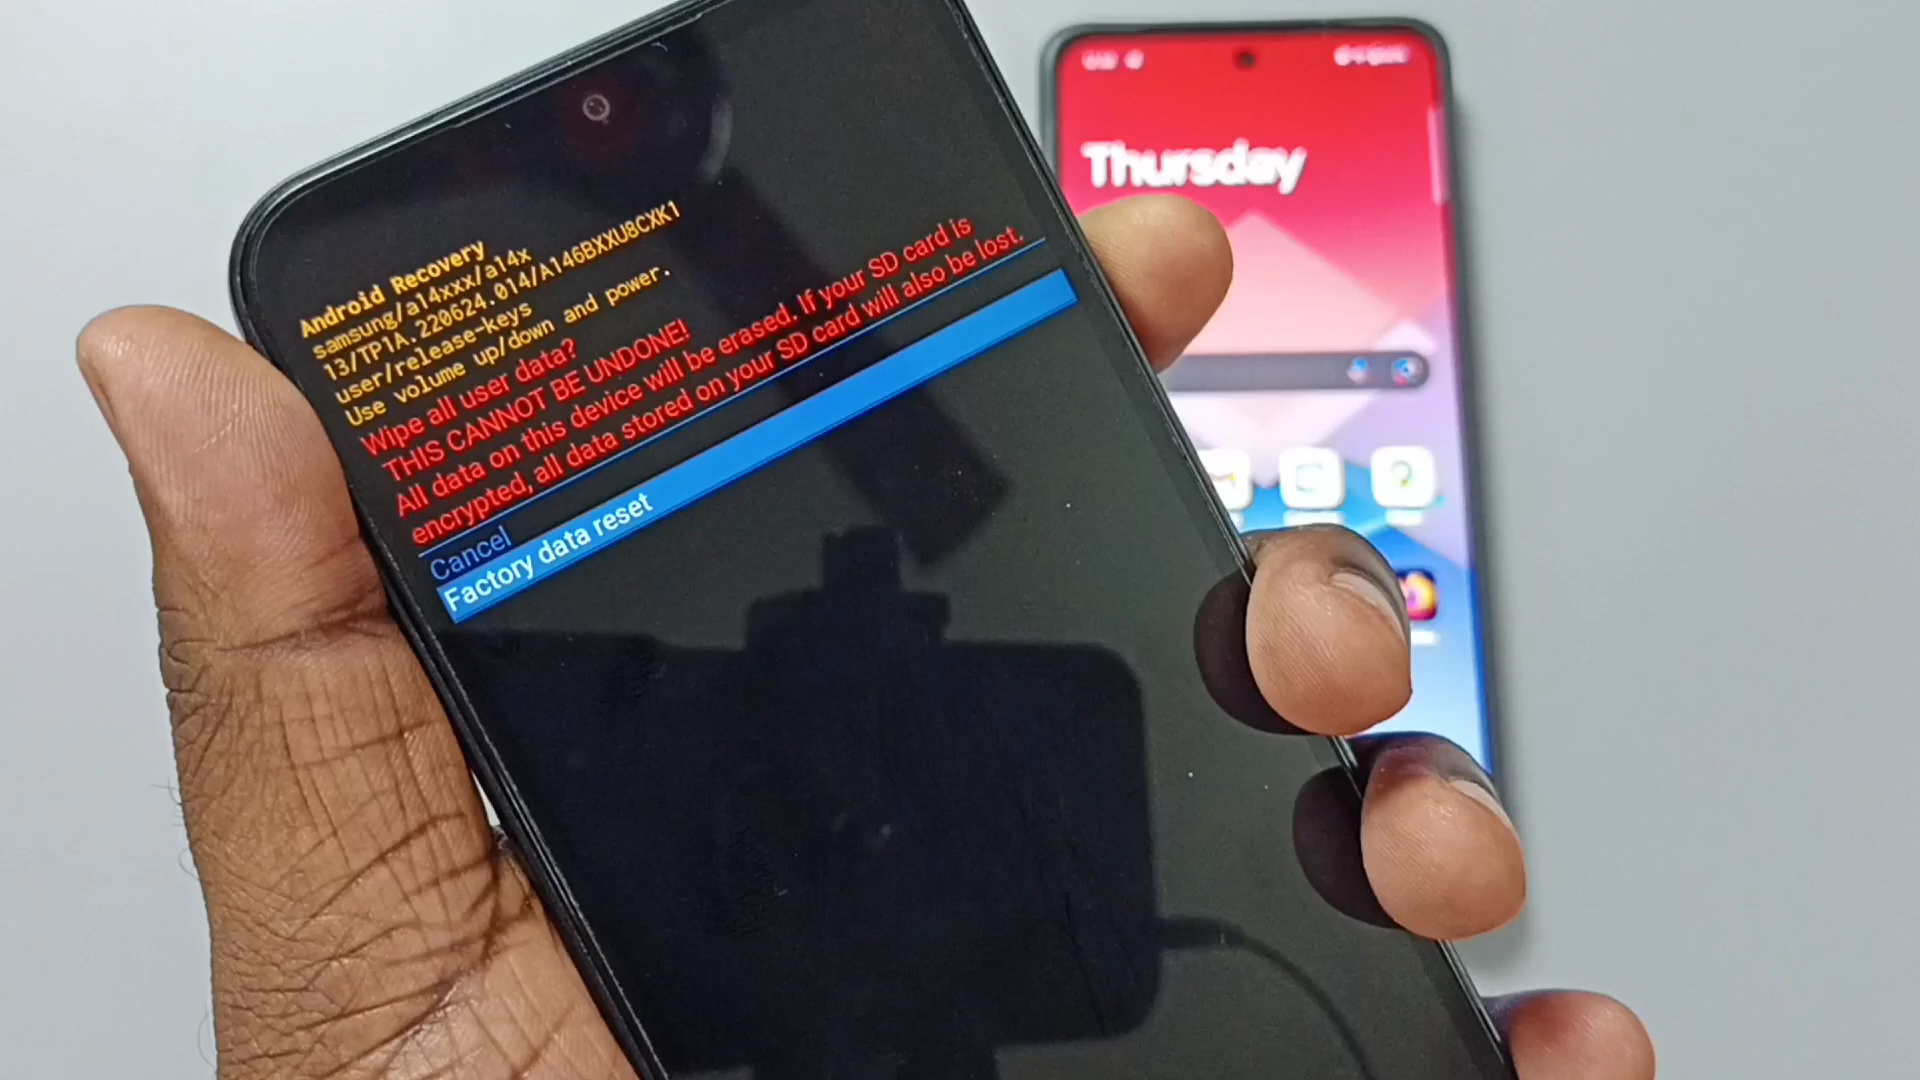 Android Recovery
samsung/a14xxx/a14x
13/TP1A.220624.014/A146BXXU8CXK1
user/release-keys
Use volume up/down and power.
Wipe all user data?
THIS CANNOT BE UNDONE!
All data on this device will be erased. If your SD card is
encrypted, all data stored on your SD card will also be lost.
Cancel
Factory data reset
Thursday